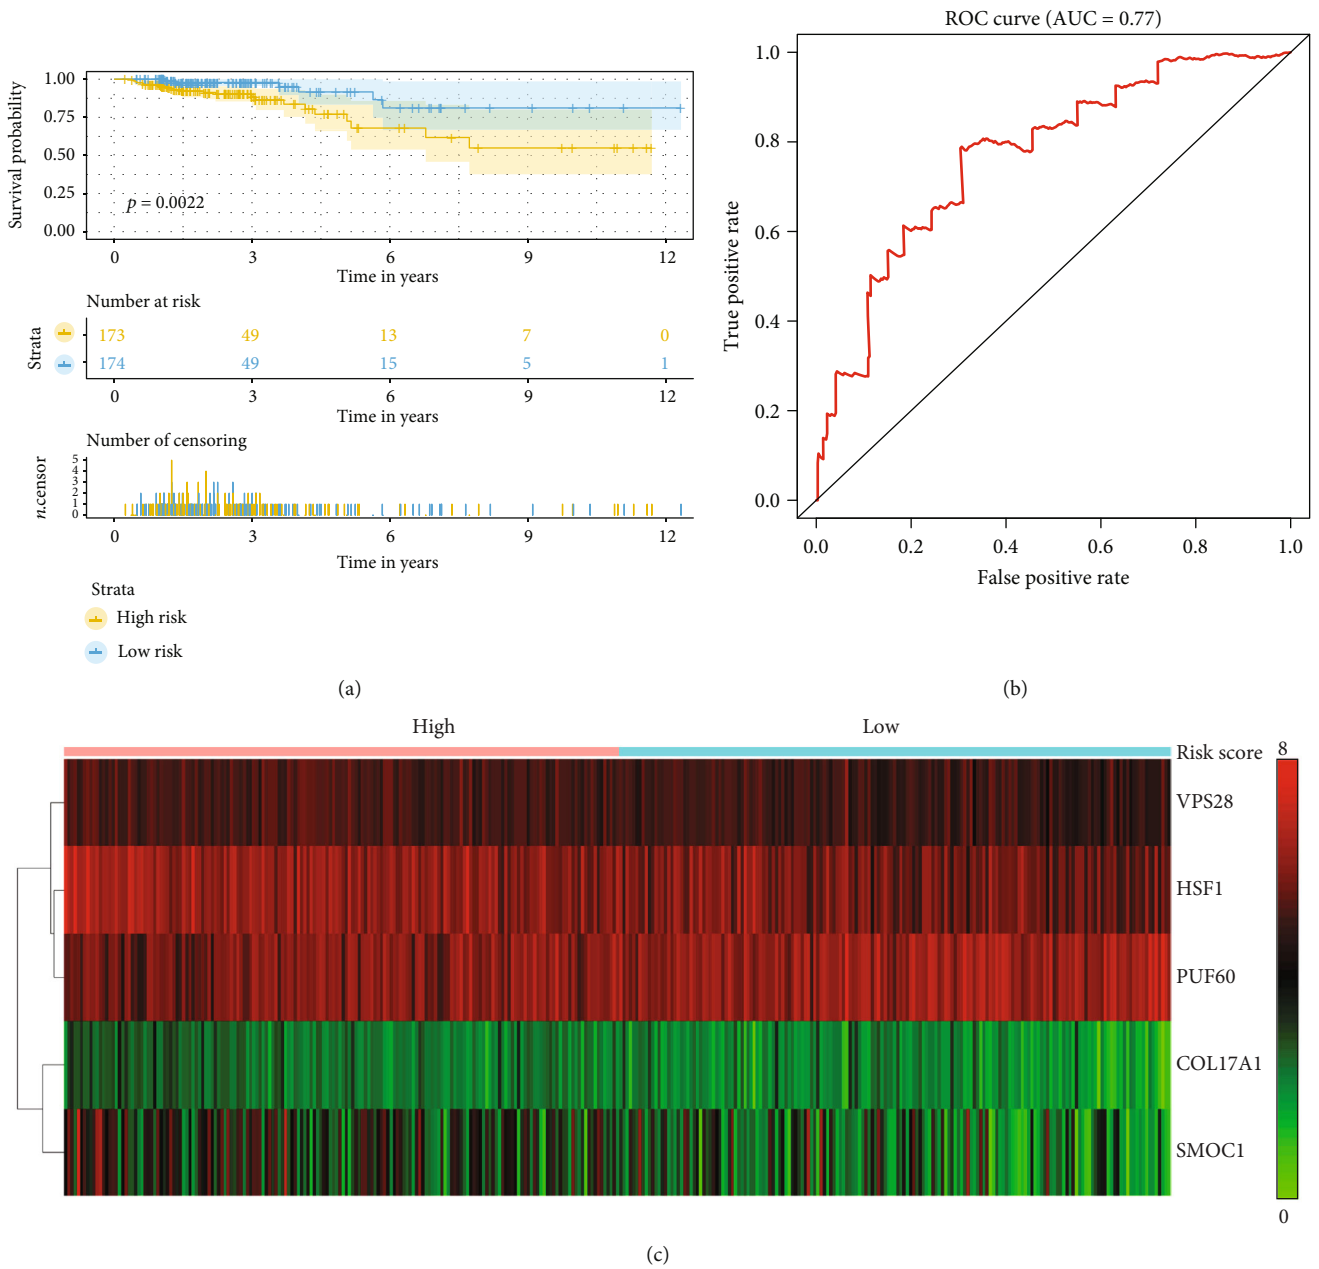 Survival probability
1.00
0.75
0.50
0.25
0.00
p = 0.0022
0 3 6 9 12
Time in years
Number at risk
Strata
173 49 13 7 0
174 49 15 5 1
0 3 6 9 12
Time in years
Number of censoring
n.censor
5
4
3
2
1
0
0 3 6 9 12
Time in years
Strata
High risk
Low risk
(a)
ROC curve (AUC = 0.77)
True positive rate
1.0
0.8
0.6
0.4
0.2
0.0
0.0 0.2 0.4 0.6 0.8 1.0
False positive rate
(b)
High Low
Risk score 8
VPS28
HSF1
PUF60
COL17A1
SMOC1
0
(c)